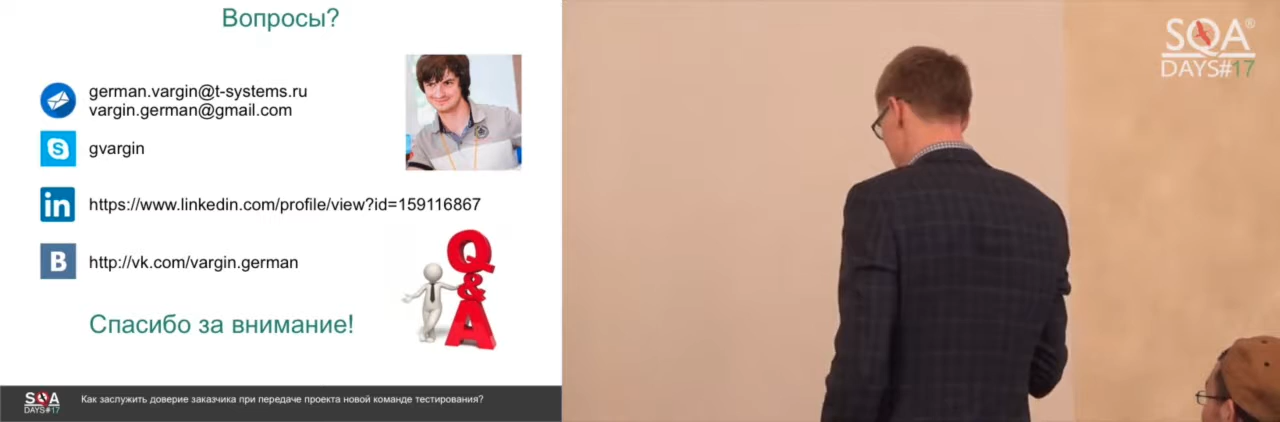 Вопросы?
german.vargin@t-systems.ru
vargin.german@gmail.com
gvargin
in https://www.linkedin.com/profile/view?id=159116867
B http://vk.com/vargin.german
Q
&
A
Спасибо за внимание!
SQA
DAYS#17
Как заслужить доверие заказчика при передаче проекта новой команде тестирования?
SQA®
DAYS#17